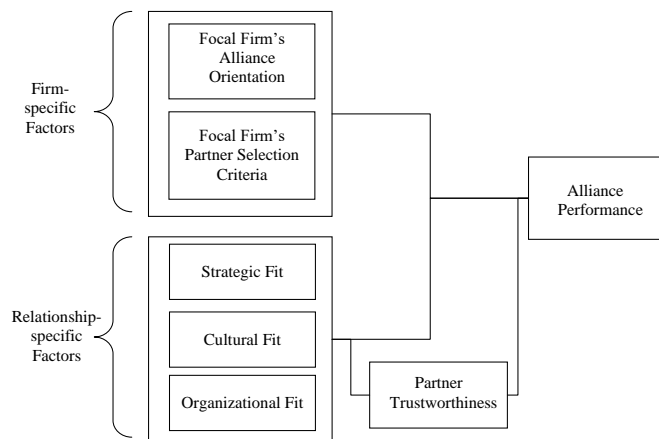 Firm-
specific
Factors
Focal Firm's
Alliance
Orientation
Focal Firm's
Partner Selection
Criteria
Alliance
Performance
Relationship-
specific
Factors
Strategic Fit
Cultural Fit
Organizational Fit
Partner
Trustworthiness